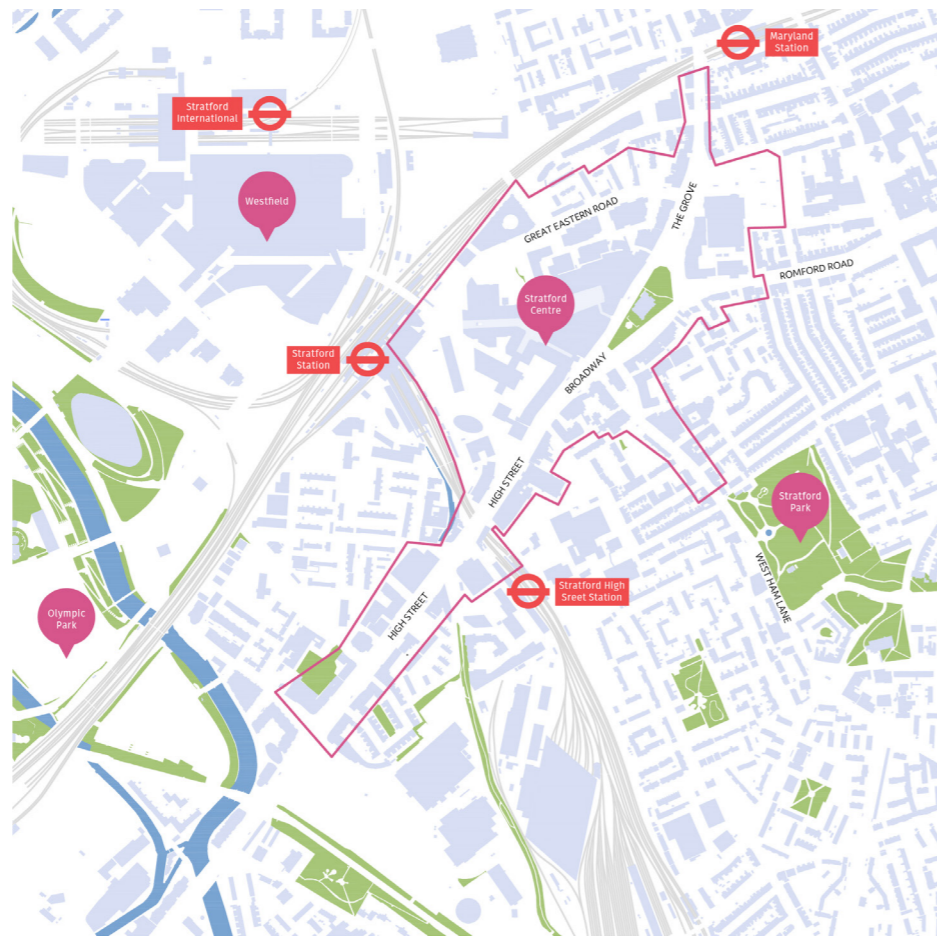 Maryland
Station
Stratford
International
Westfield
THE GROVE
GREAT EASTERN ROAD
ROMFORD ROAD
Stratford
Centre
Stratford
Station
BROADWAY
HIGH STREET
Stratford
Park
WEST HAM LANE
Stratford High
Sreet Station
HIGH STREET
Olympic
Park